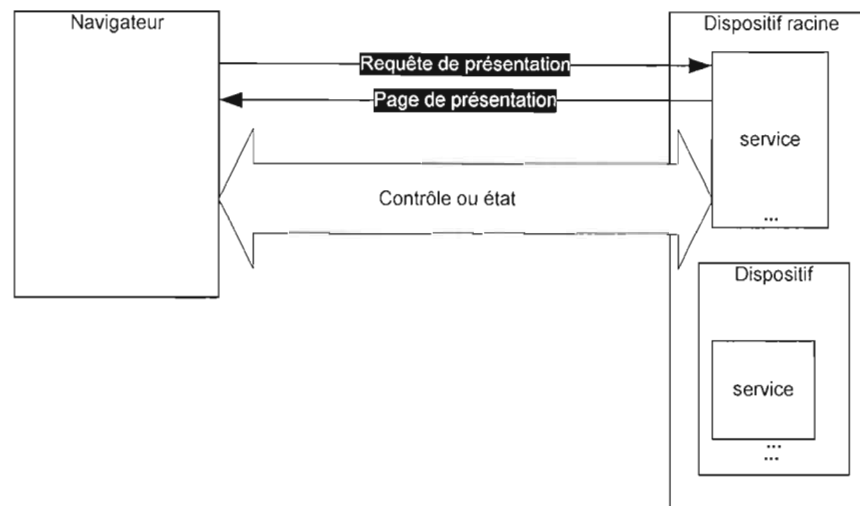 Navigateur
Dispositif racine
Requête de présentation
Page de présentation
service
Contrôle ou état
...
Dispositif
service
...
...